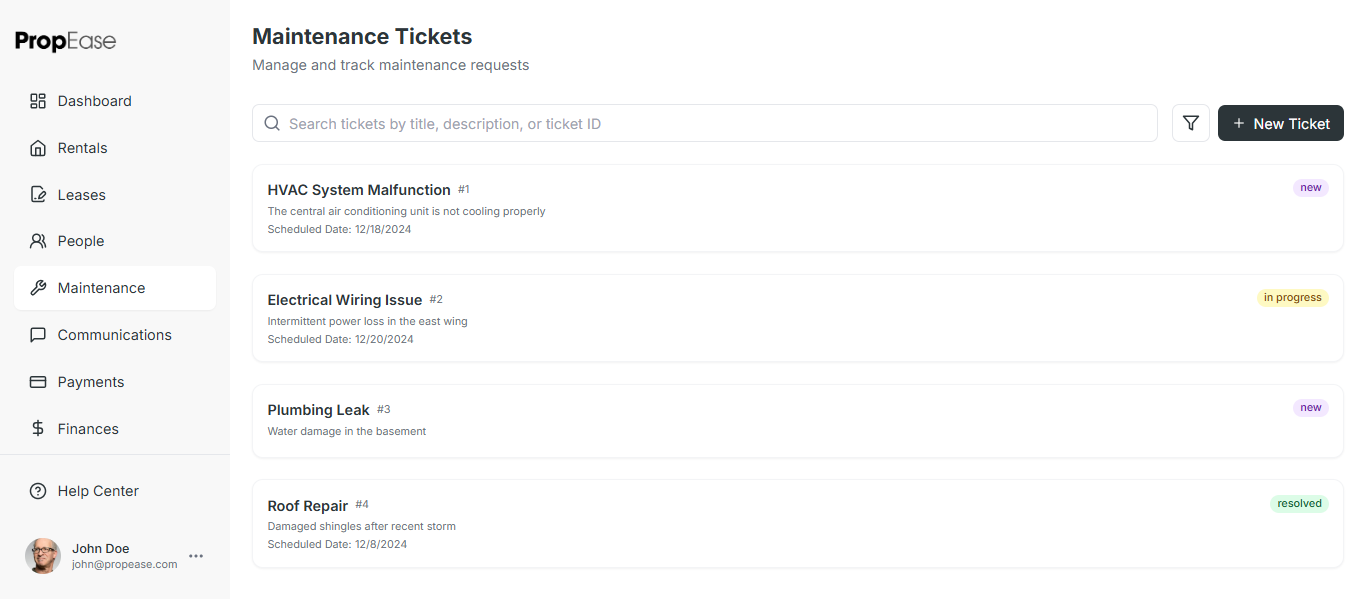 PropEase
Dashboard
Rentals
Leases
People
Maintenance
Communications
Payments
Finances
Help Center
John Doe
john@propease.com
Maintenance Tickets
Manage and track maintenance requests
Search tickets by title, description, or ticket ID
+ New Ticket
HVAC System Malfunction #1
new
The central air conditioning unit is not cooling properly
Scheduled Date: 12/18/2024
Electrical Wiring Issue #2
in progress
Intermittent power loss in the east wing
Scheduled Date: 12/20/2024
Plumbing Leak #3
new
Water damage in the basement
Roof Repair #4
resolved
Damaged shingles after recent storm
Scheduled Date: 12/8/2024